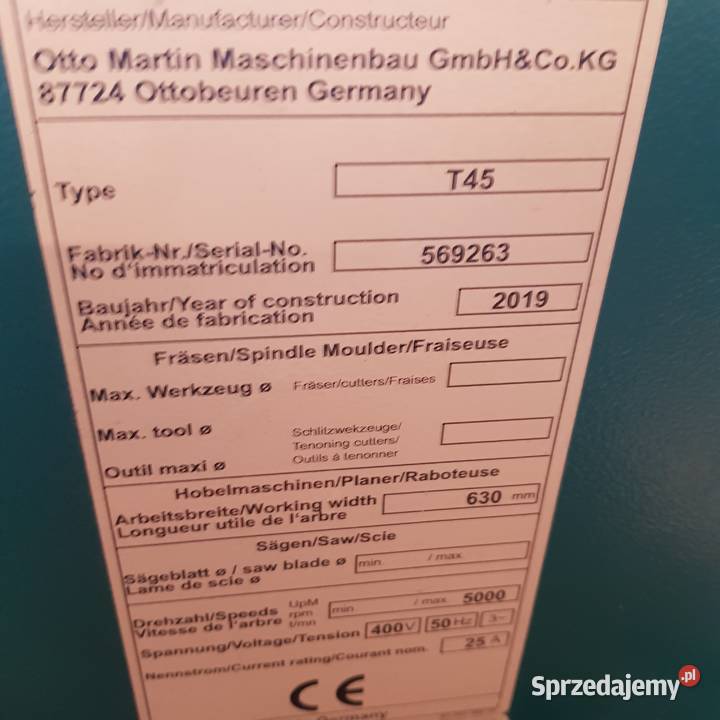 Hersteller/Manufacturer/Constructeur
Otto Martin Maschinenbau GmbH&Co.KG
87724 Ottobeuren Germany
Type T45
Fabrik-Nr./Serial-No. 569263
No d'immatriculation
Baujahr/Year of construction 2019
Année de fabrication
Fräsen/Spindle Moulder/Fraiseuse
Max. Werkzeug ø Fräser/cutters/Fraises
Max. tool ø Schlitzwekzeuge/
Tenoning cutters/
Outil maxi ø Outils á tenonner
Hobelmaschinen/Planer/Raboteuse
Arbeitsbreite/Working width 630 mm
Longueur utile de l'arbre
Sägen/Saw/Scie
Sägeblatt ø / saw blade ø min. / max.
Lame de scie ø
Drehzahl/Speeds UpM rpm t/mn min. / max. 5000
Vitesse de l'arbre
Spannung/Voltage/Tension 400V 50Hz 3~
Nennstrom/Current rating/Courant nom. 25 A
CE
Germany
Sprzedajemy.pl